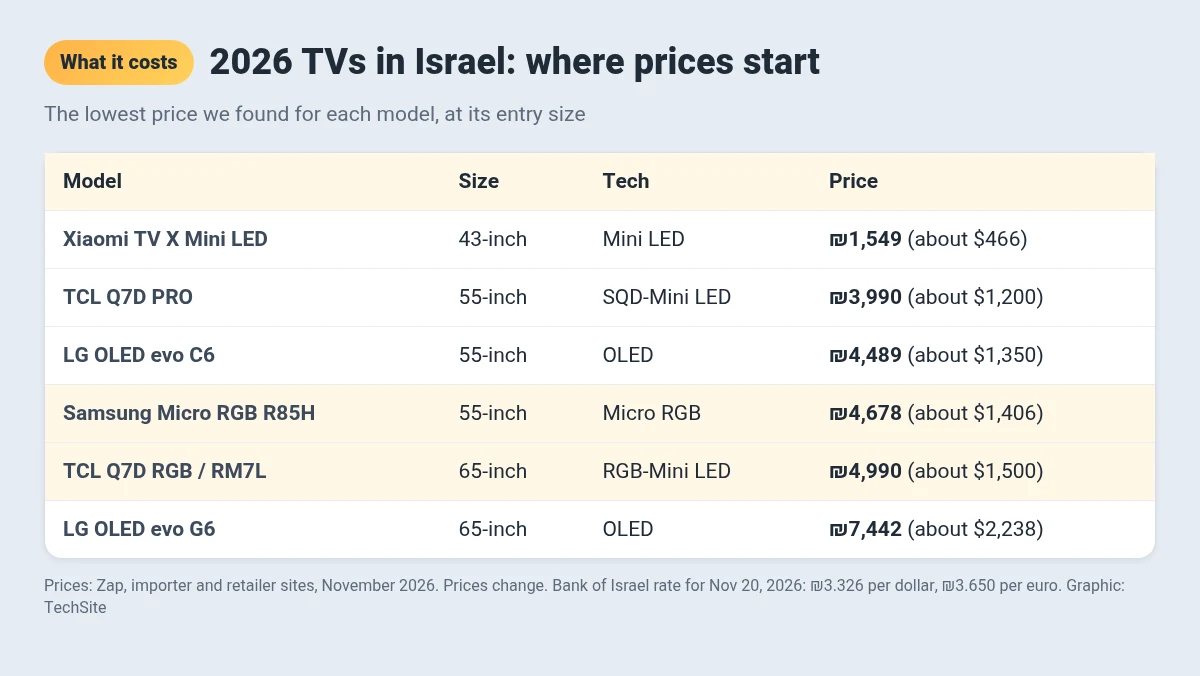 What it costs 2026 TVs in Israel: where prices start
The lowest price we found for each model, at its entry size
Model Size Tech Price
Xiaomi TV X Mini LED 43-inch Mini LED ₪1,549 (about $466)
TCL Q7D PRO 55-inch SQD-Mini LED ₪3,990 (about $1,200)
LG OLED evo C6 55-inch OLED ₪4,489 (about $1,350)
Samsung Micro RGB R85H 55-inch Micro RGB ₪4,678 (about $1,406)
TCL Q7D RGB / RM7L 65-inch RGB-Mini LED ₪4,990 (about $1,500)
LG OLED evo G6 65-inch OLED ₪7,442 (about $2,238)
Prices: Zap, importer and retailer sites, November 2026. Prices change. Bank of Israel rate for Nov 20, 2026: ₪3.326 per dollar, ₪3.650 per euro. Graphic:
TechSite